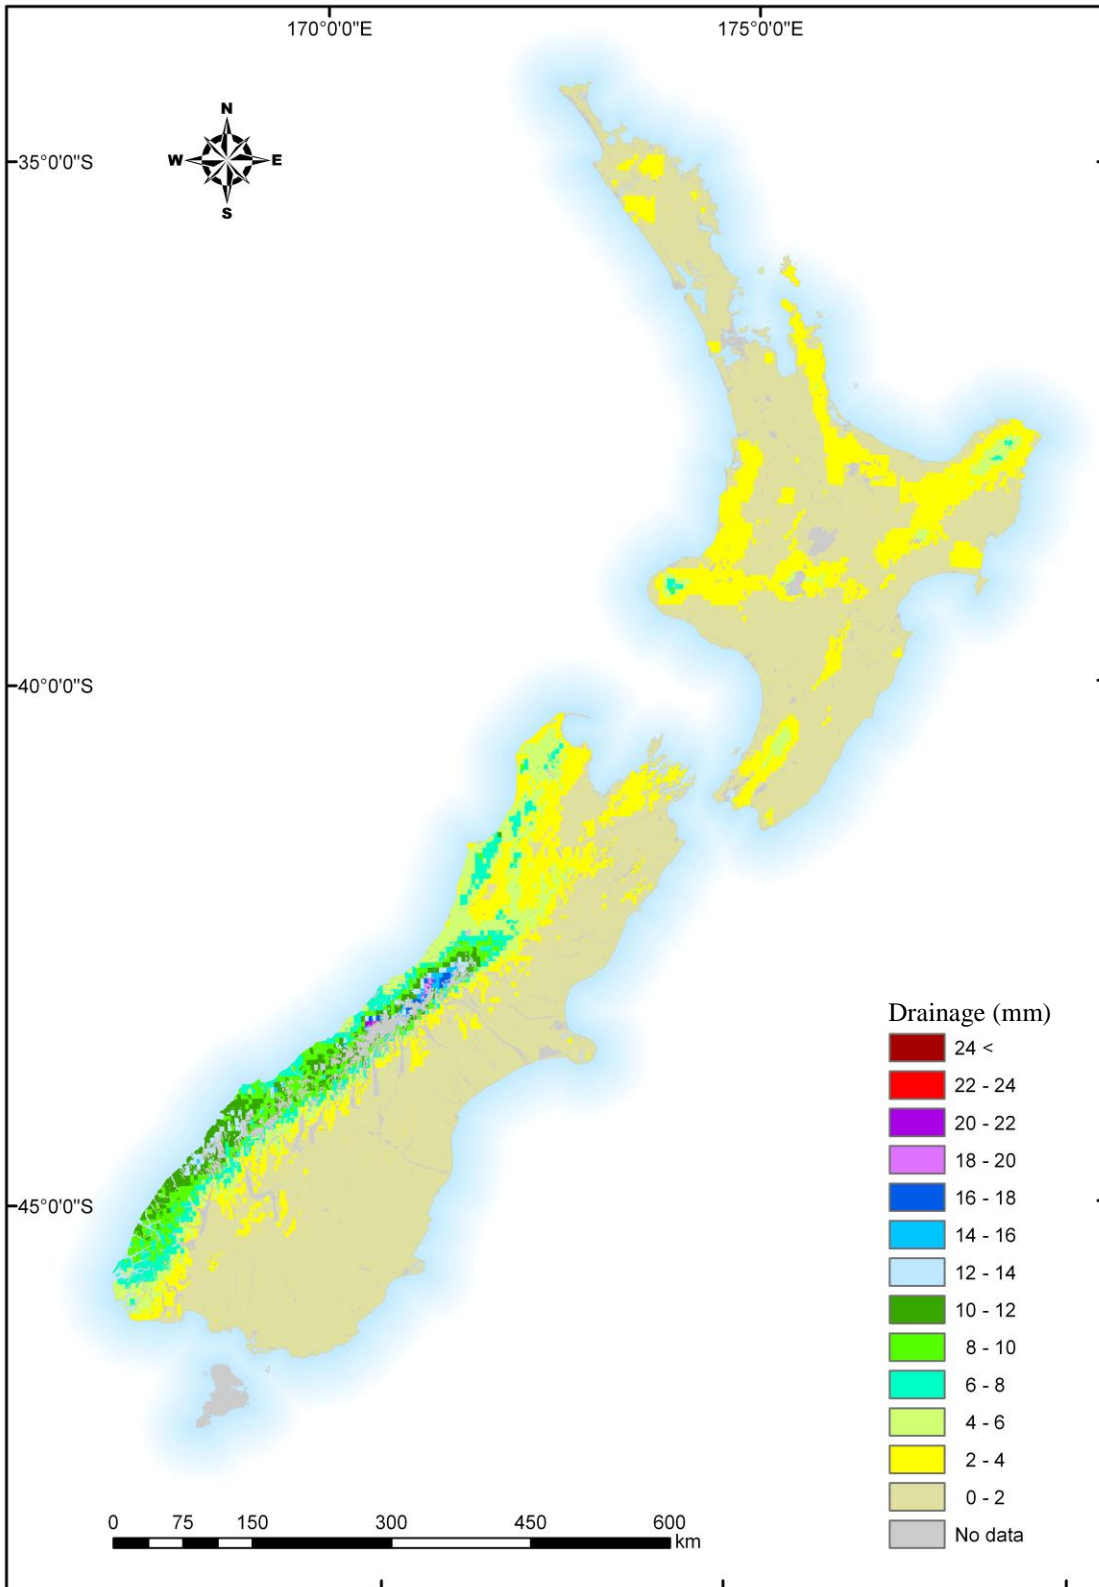 170°0'0"E
175°0'0"E
N
W E
S
35°0'0"S
40°0'0"S
45°0'0"S
Drainage (mm)
24 <
22 - 24
20 - 22
18 - 20
16 - 18
14 - 16
12 - 14
10 - 12
8 - 10
6 - 8
4 - 6
2 - 4
0 - 2
No data
0 75 150 300 450 600
km